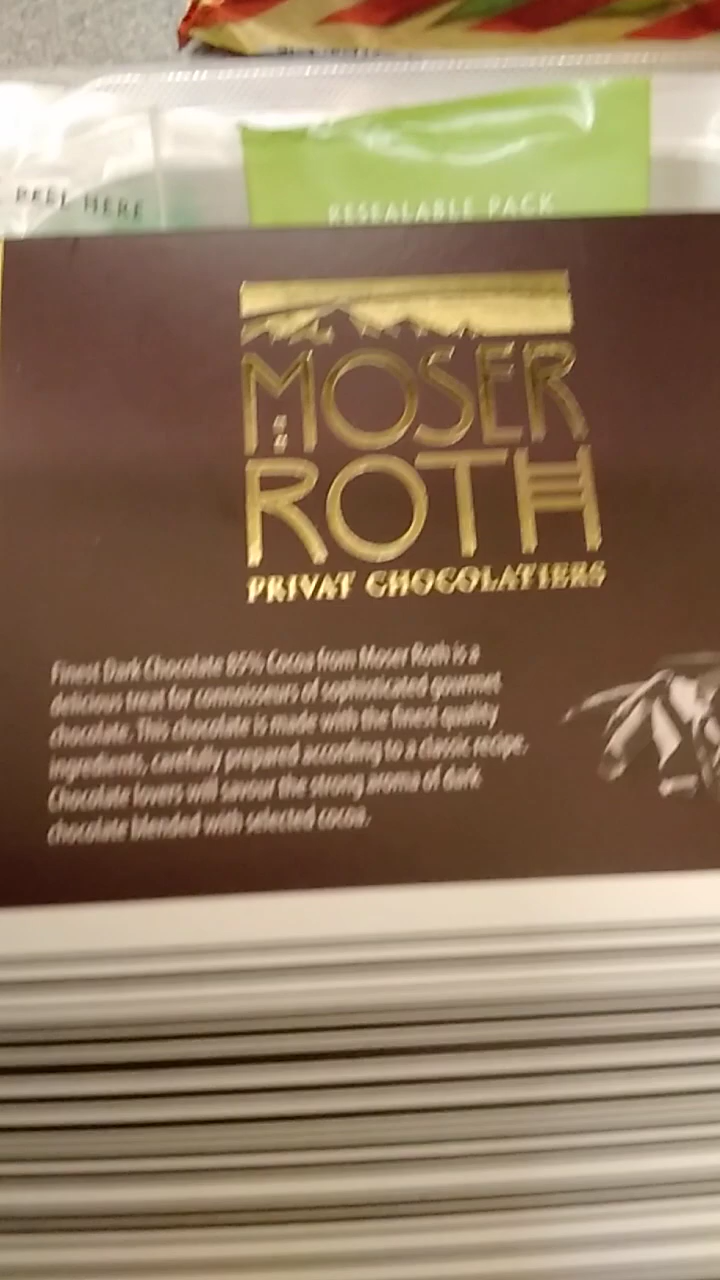 PEEL HERE
RESEALABLE PACK
MOSER
ROTH
PRIVAT CHOCOLATIERS
Finest Dark Chocolate 85% Cocoa from Moser Roth is a
delicious treat for connoisseurs of sophisticated gourmet
chocolate. This chocolate is made with the finest quality
ingredients, carefully prepared according to a classic recipe.
Chocolate lovers will savour the strong aroma of dark
chocolate blended with selected cocoa.